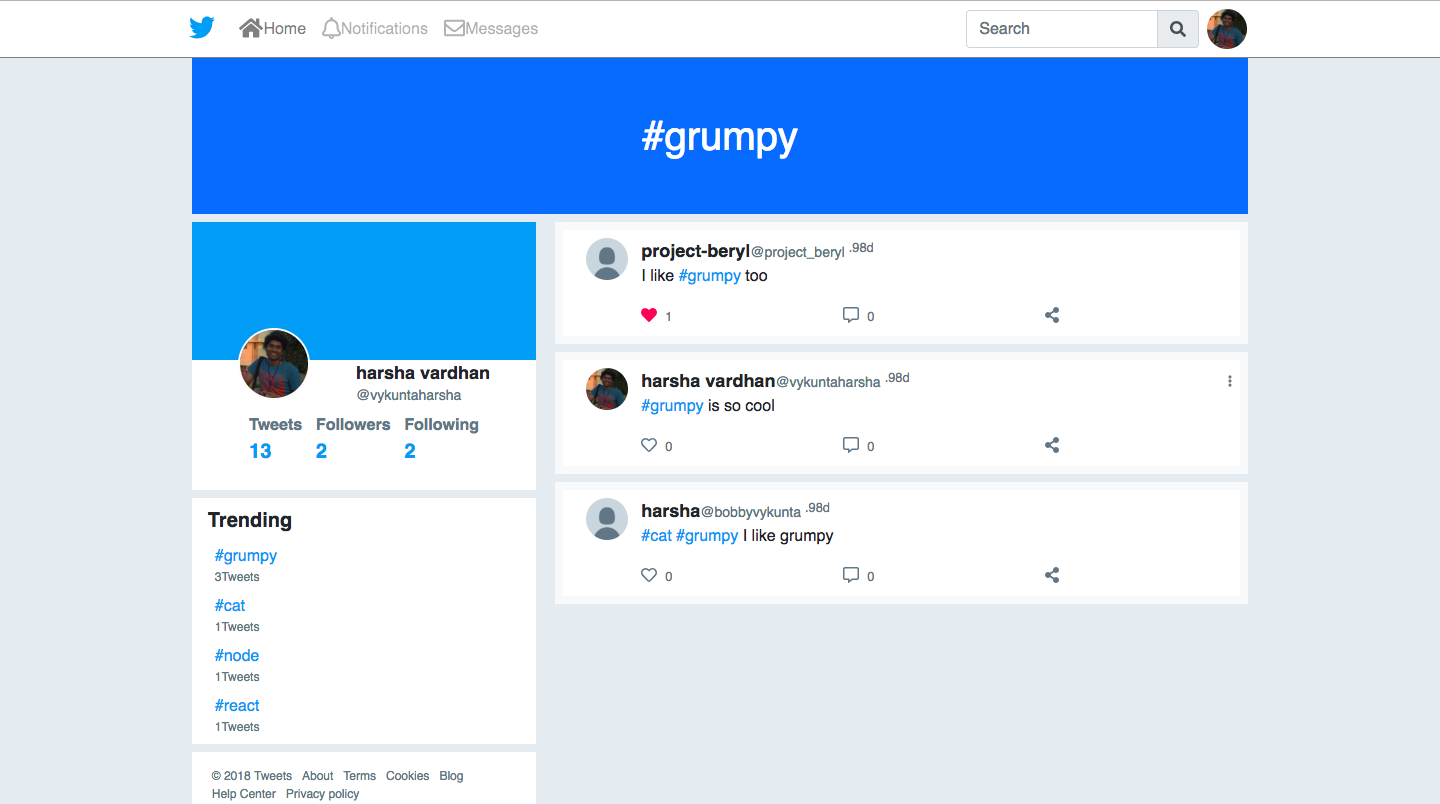 Home Notifications Messages Search
#grumpy
harsha vardhan
@vykuntaharsha
Tweets Followers Following
13 2 2
Trending
#grumpy
3Tweets
#cat
1Tweets
#node
1Tweets
#react
1Tweets
© 2018 Tweets About Terms Cookies Blog
Help Center Privacy policy
project-beryl@project_beryl .98d
I like #grumpy too
1 0
harsha vardhan@vykuntaharsha .98d
#grumpy is so cool
0 0
harsha@bobbyvykunta .98d
#cat #grumpy I like grumpy
0 0